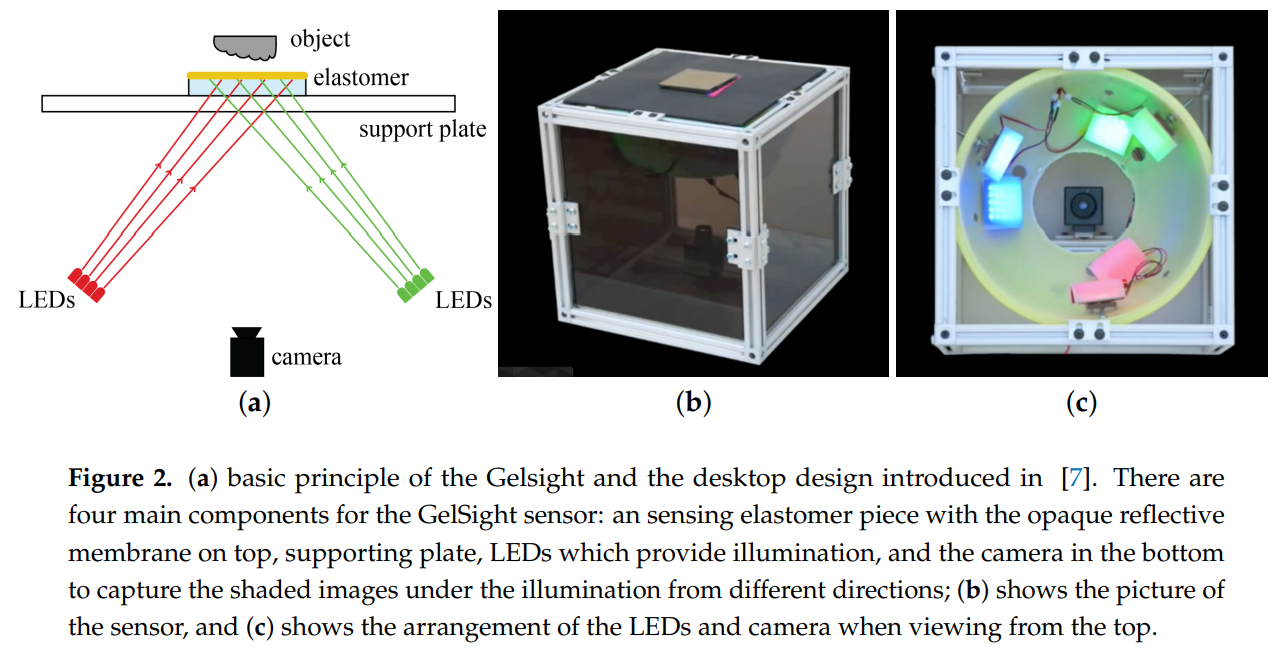 object
elastomer
support plate
LEDs
LEDs
camera
(a)
(b)
(c)
Figure 2. (a) basic principle of the Gelsight and the desktop design introduced in [7]. There are
four main components for the GelSight sensor: an sensing elastomer piece with the opaque reflective
membrane on top, supporting plate, LEDs which provide illumination, and the camera in the bottom
to capture the shaded images under the illumination from different directions; (b) shows the picture of
the sensor, and (c) shows the arrangement of the LEDs and camera when viewing from the top.